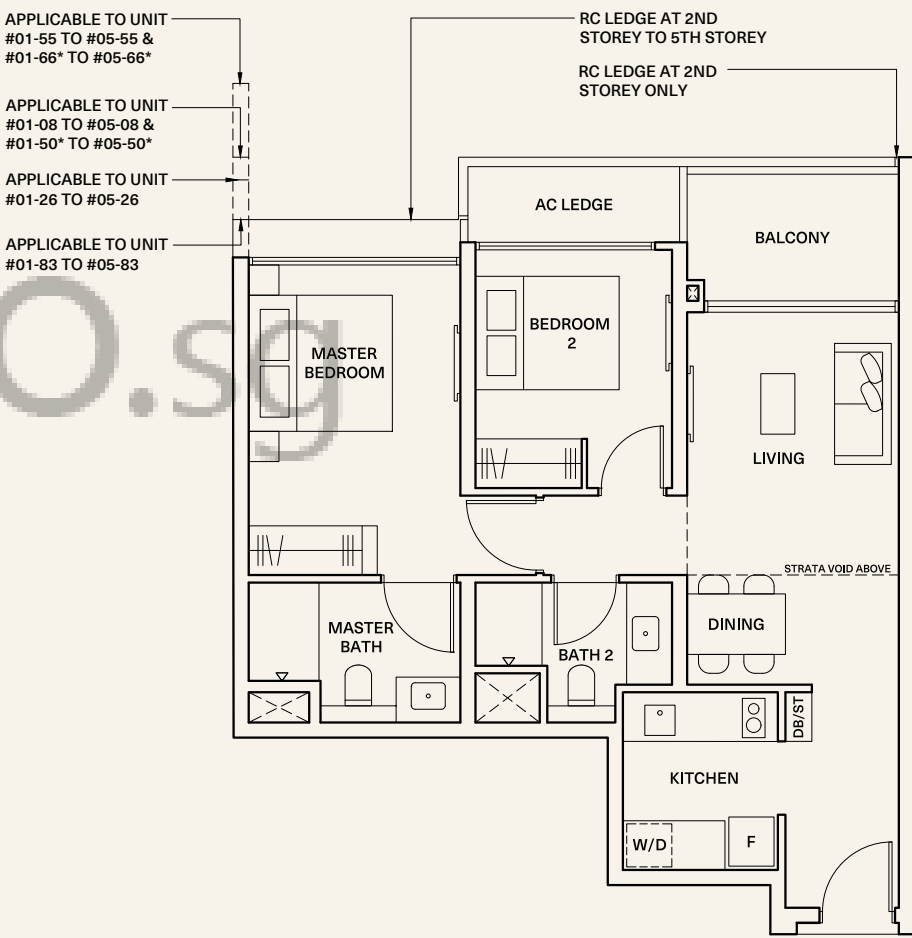 APPLICABLE TO UNIT
#01-55 TO #05-55 &
#01-66* TO #05-66*
APPLICABLE TO UNIT
#01-08 TO #05-08 &
#01-50* TO #05-50*
APPLICABLE TO UNIT
#01-26 TO #05-26
APPLICABLE TO UNIT
#01-83 TO #05-83
RC LEDGE AT 2ND
STOREY TO 5TH STOREY
RC LEDGE AT 2ND
STOREY ONLY
AC LEDGE
BALCONY
O.sg
MASTER
BEDROOM
BEDROOM
2
LIVING
STRATA VOID ABOVE
DINING
MASTER
BATH
BATH 2
DB/ST
KITCHEN
W/D
F